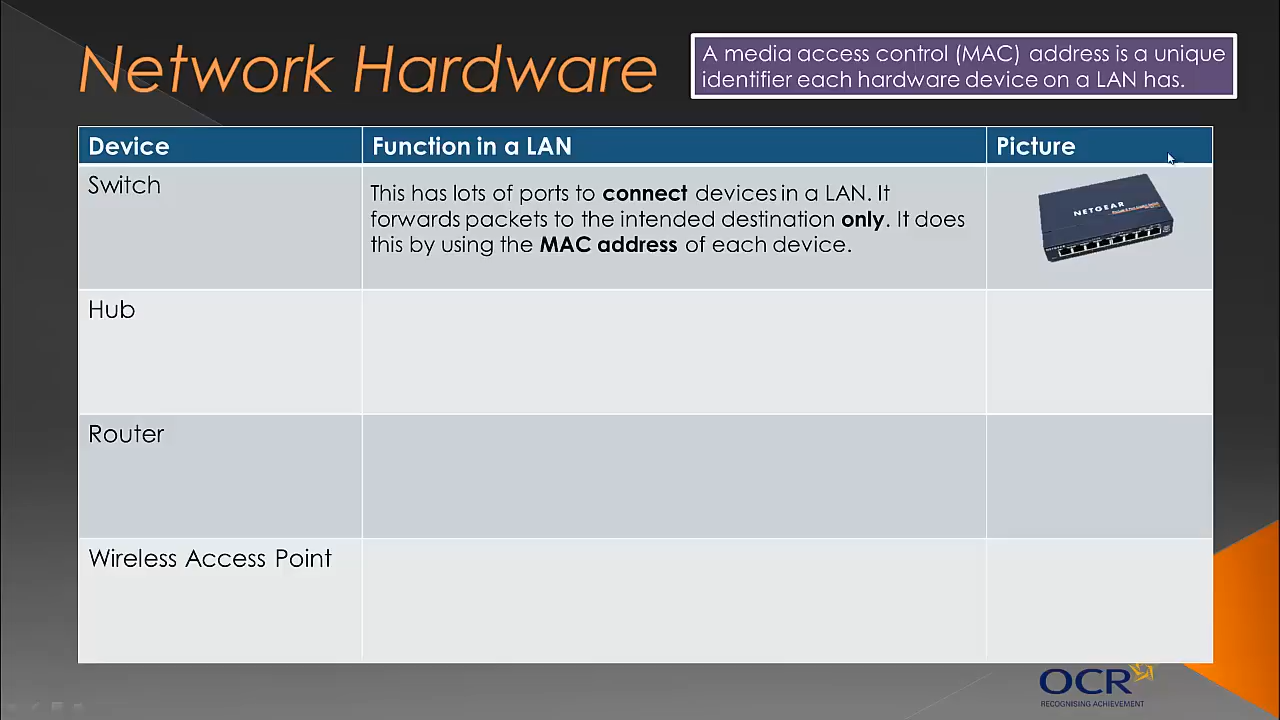 Network Hardware
A media access control (MAC) address is a unique
identifier each hardware device on a LAN has.
Device
Function in a LAN
Picture
Switch
This has lots of ports to connect devices in a LAN. It
forwards packets to the intended destination only. It does
this by using the MAC address of each device.
NETGEAR
Hub
Router
Wireless Access Point
OCR
RECOGNISING ACHIEVEMENT